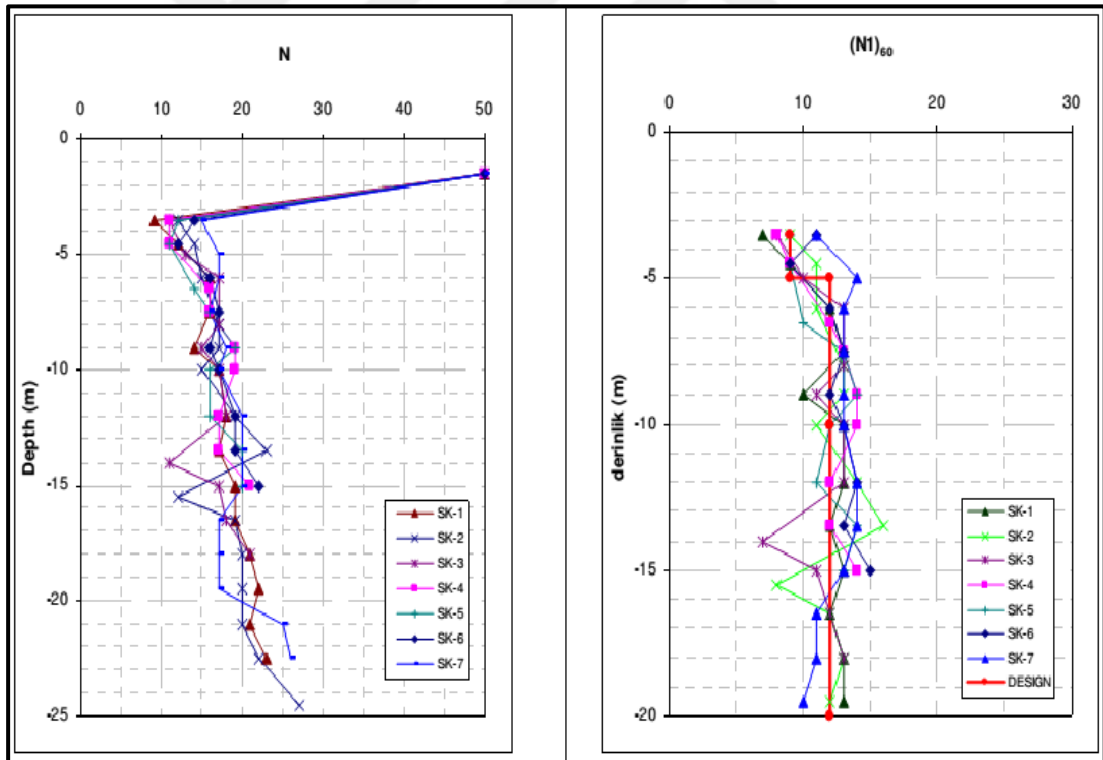 N
0 10 20 30 40 50
0
-5
-10
-15
-20
-25
Depth (m)
SK-1
SK-2
SK-3
SK-4
SK-5
SK-6
SK-7
(N1)60
0 10 20 30
0
-5
-10
-15
-20
derinlik (m)
SK-1
SK-2
SK-3
SK-4
SK-5
SK-6
SK-7
DESIGN